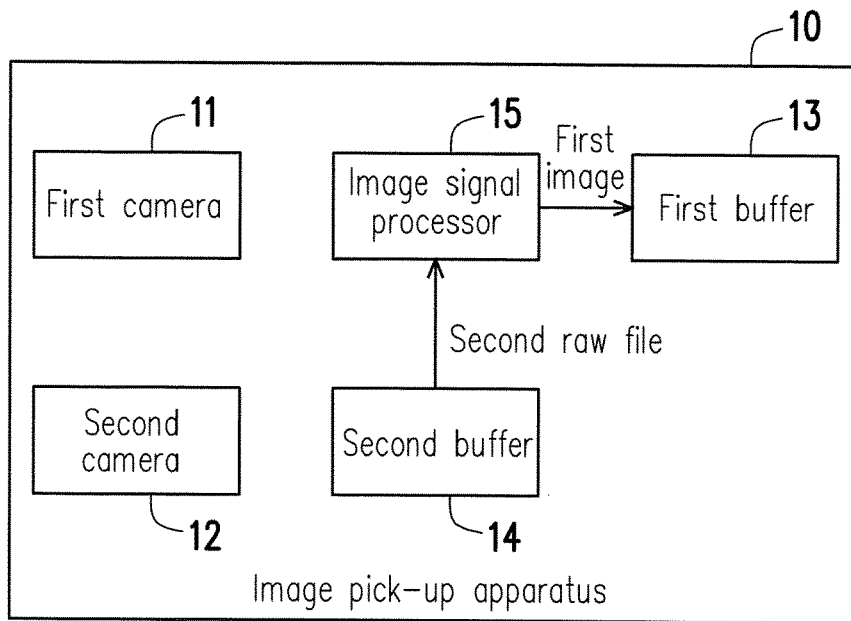 10
11
15
13
First camera
Image signal
processor
First
image
First buffer
Second raw file
Second
camera
Second buffer
12
14
Image pick-up apparatus